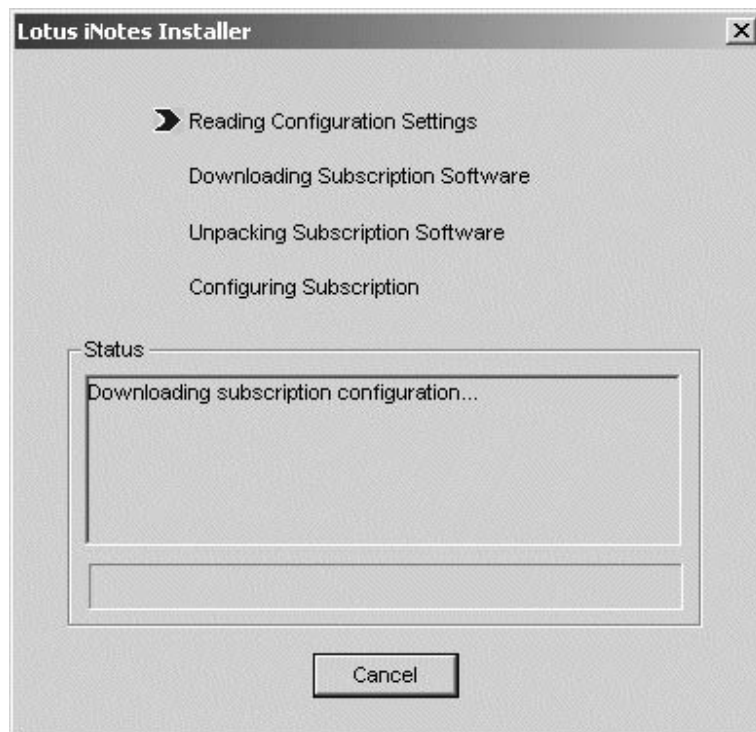 Lotus iNotes Installer
Reading Configuration Settings
Downloading Subscription Software
Unpacking Subscription Software
Configuring Subscription
Status
Downloading subscription configuration...
Cancel